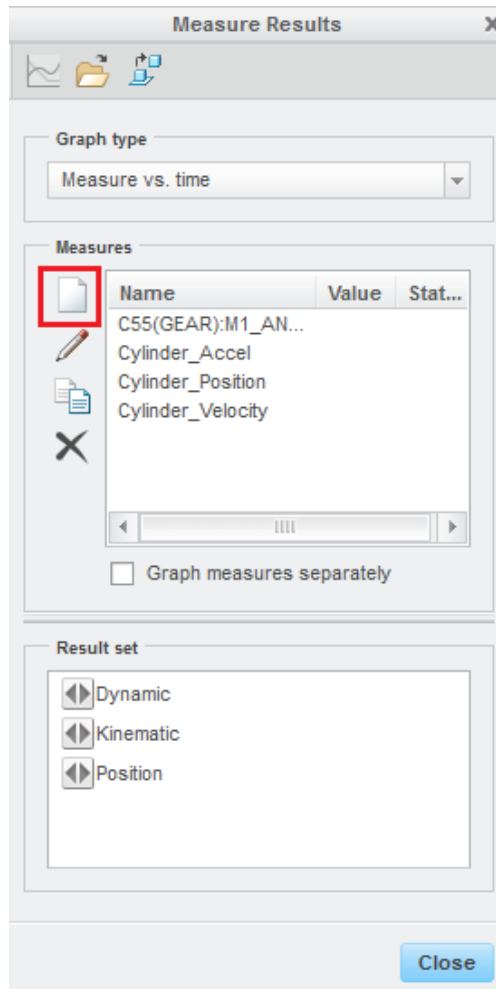 Measure Results
Graph type
Measure vs. time
Measures
Name Value Stat...
C55(GEAR):M1_AN...
Cylinder_Accel
Cylinder_Position
Cylinder_Velocity
Graph measures separately
Result set
Dynamic
Kinematic
Position
Close